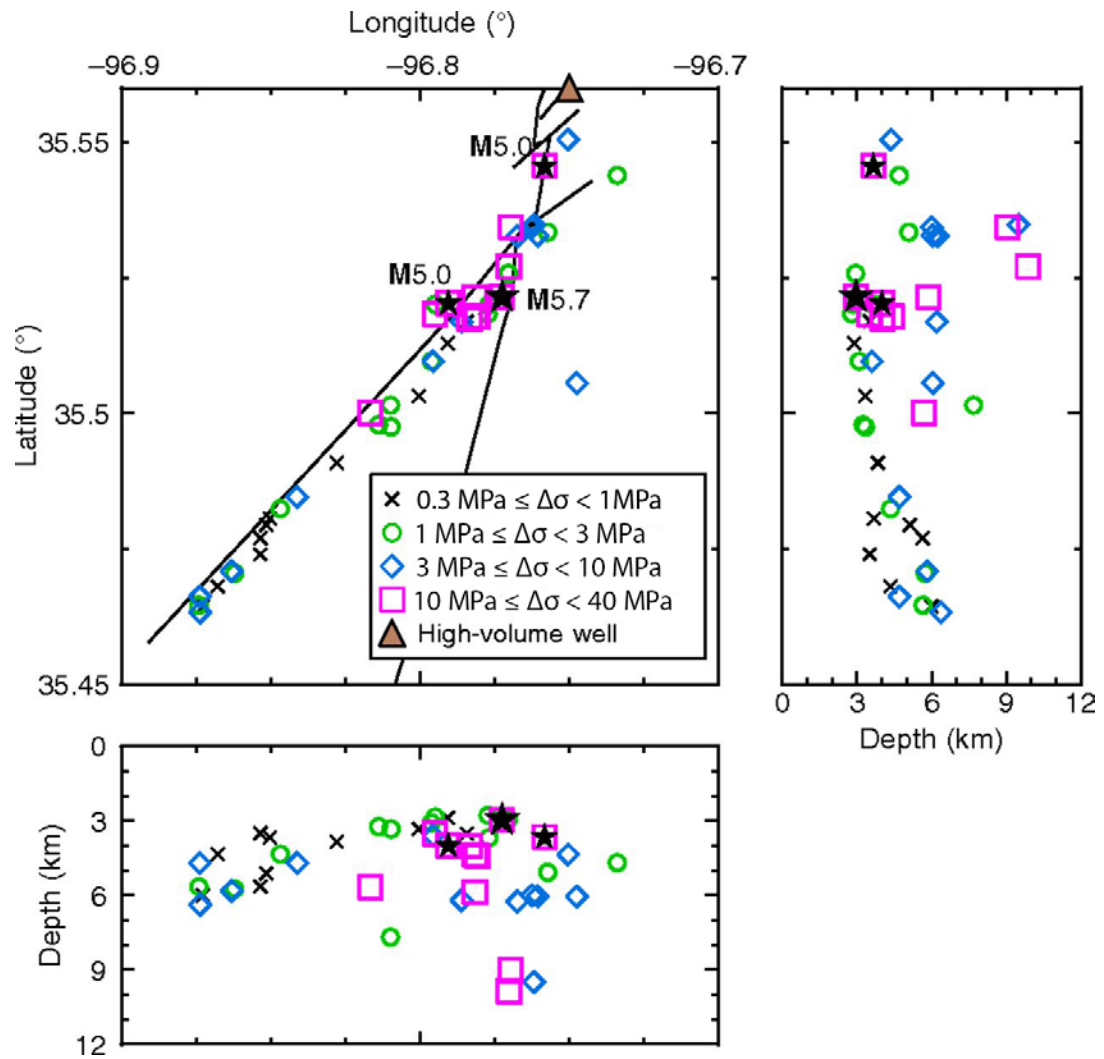 Longitude (°)
−96.9 −96.8 −96.7
35.55
35.5
35.45
Latitude (°)
M5.0
M5.0
M5.7
0.3 MPa ≤ Δσ < 1MPa
1 MPa ≤ Δσ < 3 MPa
3 MPa ≤ Δσ < 10 MPa
10 MPa ≤ Δσ < 40 MPa
High-volume well
0 3 6 9 12
Depth (km)
0
3
6
9
12
Depth (km)